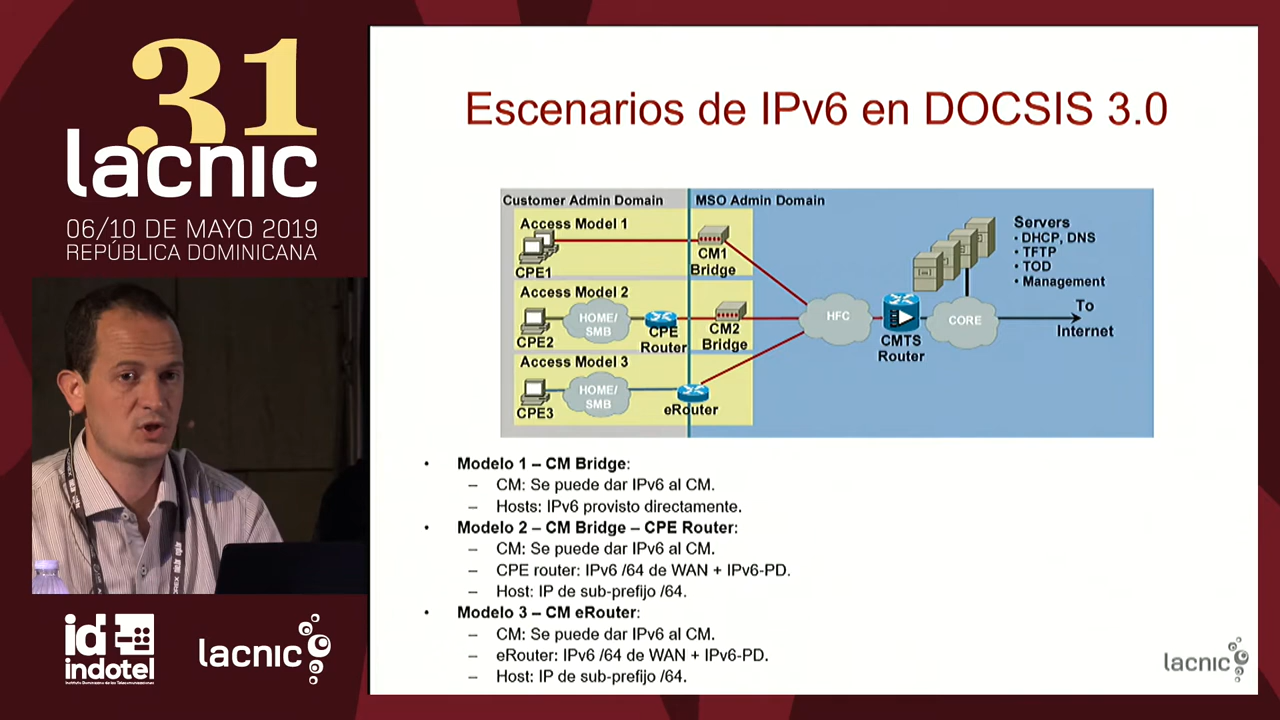 31
lacnic
06/10 DE MAYO 2019
REPÚBLICA DOMINICANA
Escenarios de IPv6 en DOCSIS 3.0
Customer Admin Domain
MSO Admin Domain
Access Model 1
CPE1
CM1
Bridge
Access Model 2
CPE2
HOME/
SMB
CPE
Router
CM2
Bridge
Access Model 3
CPE3
HOME/
SMB
eRouter
HFC
CMTS
Router
CORE
Servers
• DHCP, DNS
• TFTP
• TOD
• Management
To
Internet
• Modelo 1 – CM Bridge:
– CM: Se puede dar IPv6 al CM.
– Hosts: IPv6 provisto directamente.
• Modelo 2 – CM Bridge – CPE Router:
– CM: Se puede dar IPv6 al CM.
– CPE router: IPv6 /64 de WAN + IPv6-PD.
– Host: IP de sub-prefijo /64.
• Modelo 3 – CM eRouter:
– CM: Se puede dar IPv6 al CM.
– eRouter: IPv6 /64 de WAN + IPv6-PD.
– Host: IP de sub-prefijo /64.
id
indotel
Instituto Dominicano de las Telecomunicaciones
lacnic
lacnic